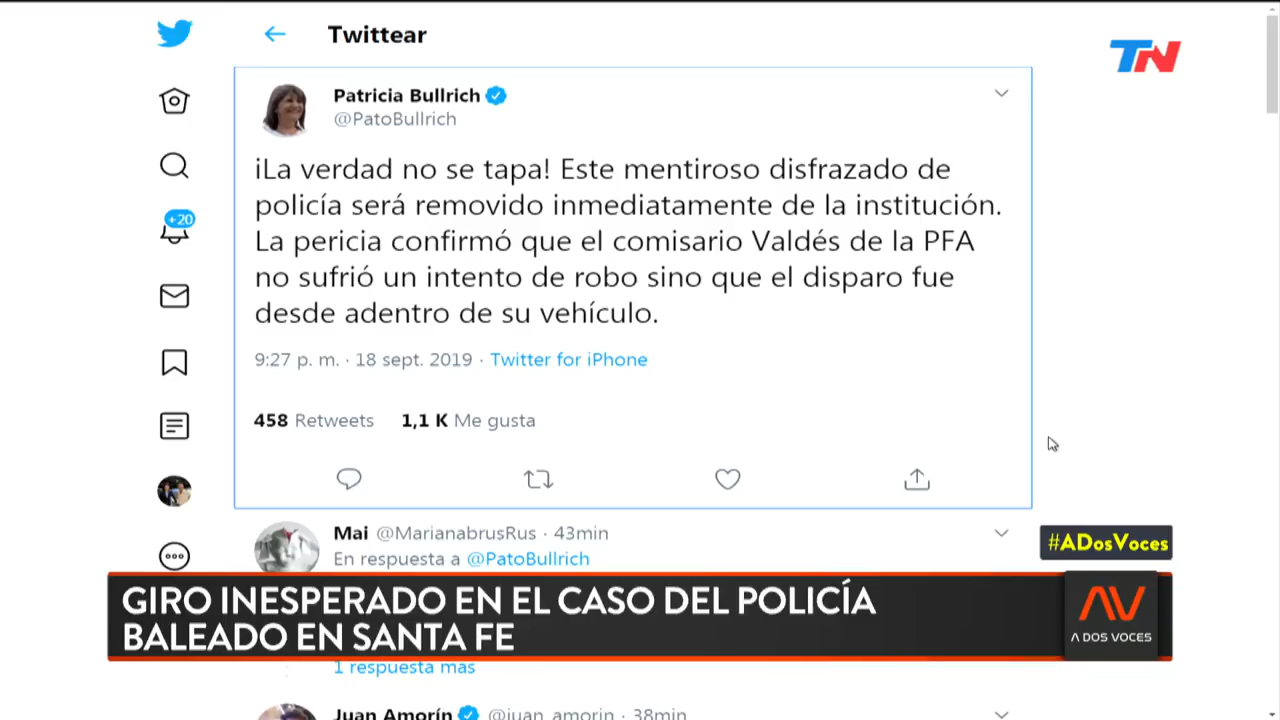 Twittear
TN
Patricia Bullrich
@PatoBullrich
¡La verdad no se tapa! Este mentiroso disfrazado de
policía será removido inmediatamente de la institución.
La pericia confirmó que el comisario Valdés de la PFA
no sufrió un intento de robo sino que el disparo fue
desde adentro de su vehículo.
+20
9:27 p. m. · 18 sept. 2019 · Twitter for iPhone
458 Retweets 1,1 K Me gusta
Mai @MarianabrusRus · 43min
En respuesta a @PatoBullrich
#ADosVoces
GIRO INESPERADO EN EL CASO DEL POLICÍA
BALEADO EN SANTA FE
AV
A DOS VOCES
1 respuesta más
Juan Amorín @juan_amorin · 38min